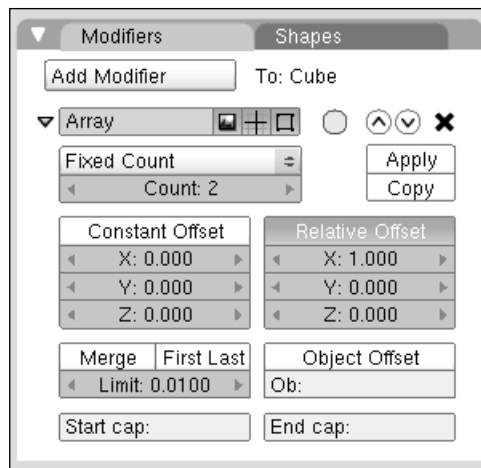 Modifiers Shapes
Add Modifier To: Cube
Array
Fixed Count Apply
Count: 2 Copy
Constant Offset Relative Offset
X: 0.000 X: 1.000
Y: 0.000 Y: 0.000
Z: 0.000 Z: 0.000
Merge First Last Object Offset
Limit: 0.0100 Ob:
Start cap: End cap: